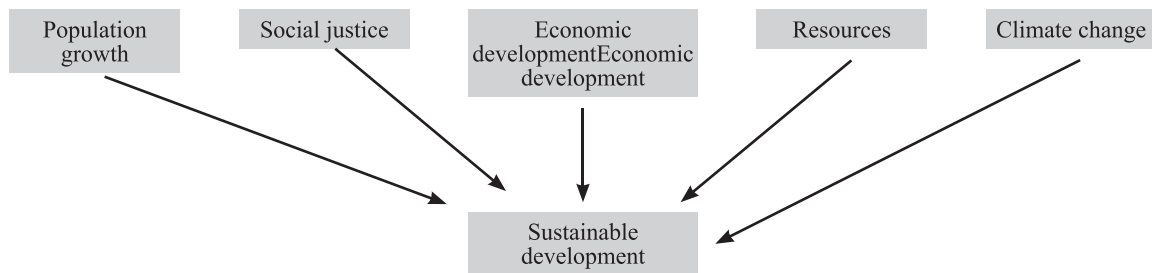 Population
growth
Social justice
Economic
developmentEconomic
development
Resources
Climate change
Sustainable
development